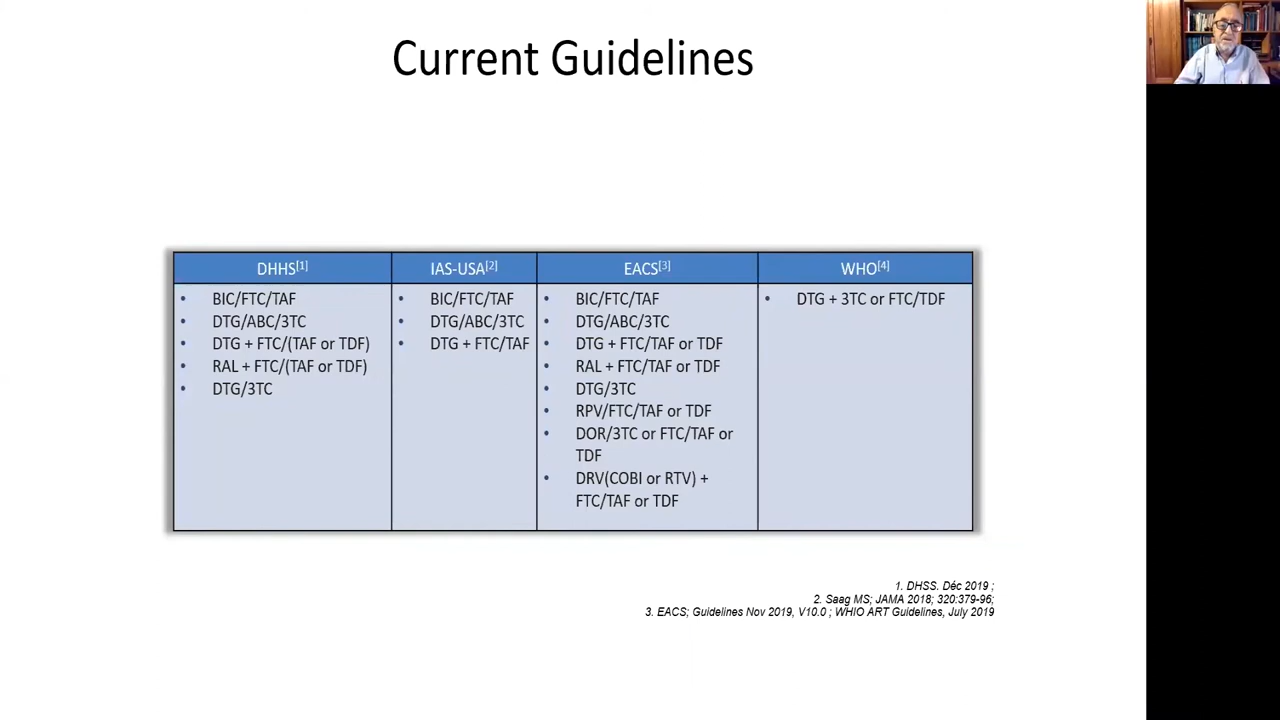 Current Guidelines
DHHS[1]
BIC/FTC/TAF
DTG/ABC/3TC
DTG + FTC/(TAF or TDF)
RAL + FTC/(TAF or TDF)
DTG/3TC
IAS-USA[2]
BIC/FTC/TAF
DTG/ABC/3TC
DTG + FTC/TAF
EACS[3]
BIC/FTC/TAF
DTG/ABC/3TC
DTG + FTC/TAF or TDF
RAL + FTC/TAF or TDF
DTG/3TC
RPV/FTC/TAF or TDF
DOR/3TC or FTC/TAF or
TDF
DRV(COBI or RTV) +
FTC/TAF or TDF
WHO[4]
DTG + 3TC or FTC/TDF
1. DHSS. Déc 2019 ;
2. Saag MS; JAMA 2018; 320:379-96;
3. EACS; Guidelines Nov 2019, V10.0 ; WHIO ART Guidelines, July 2019